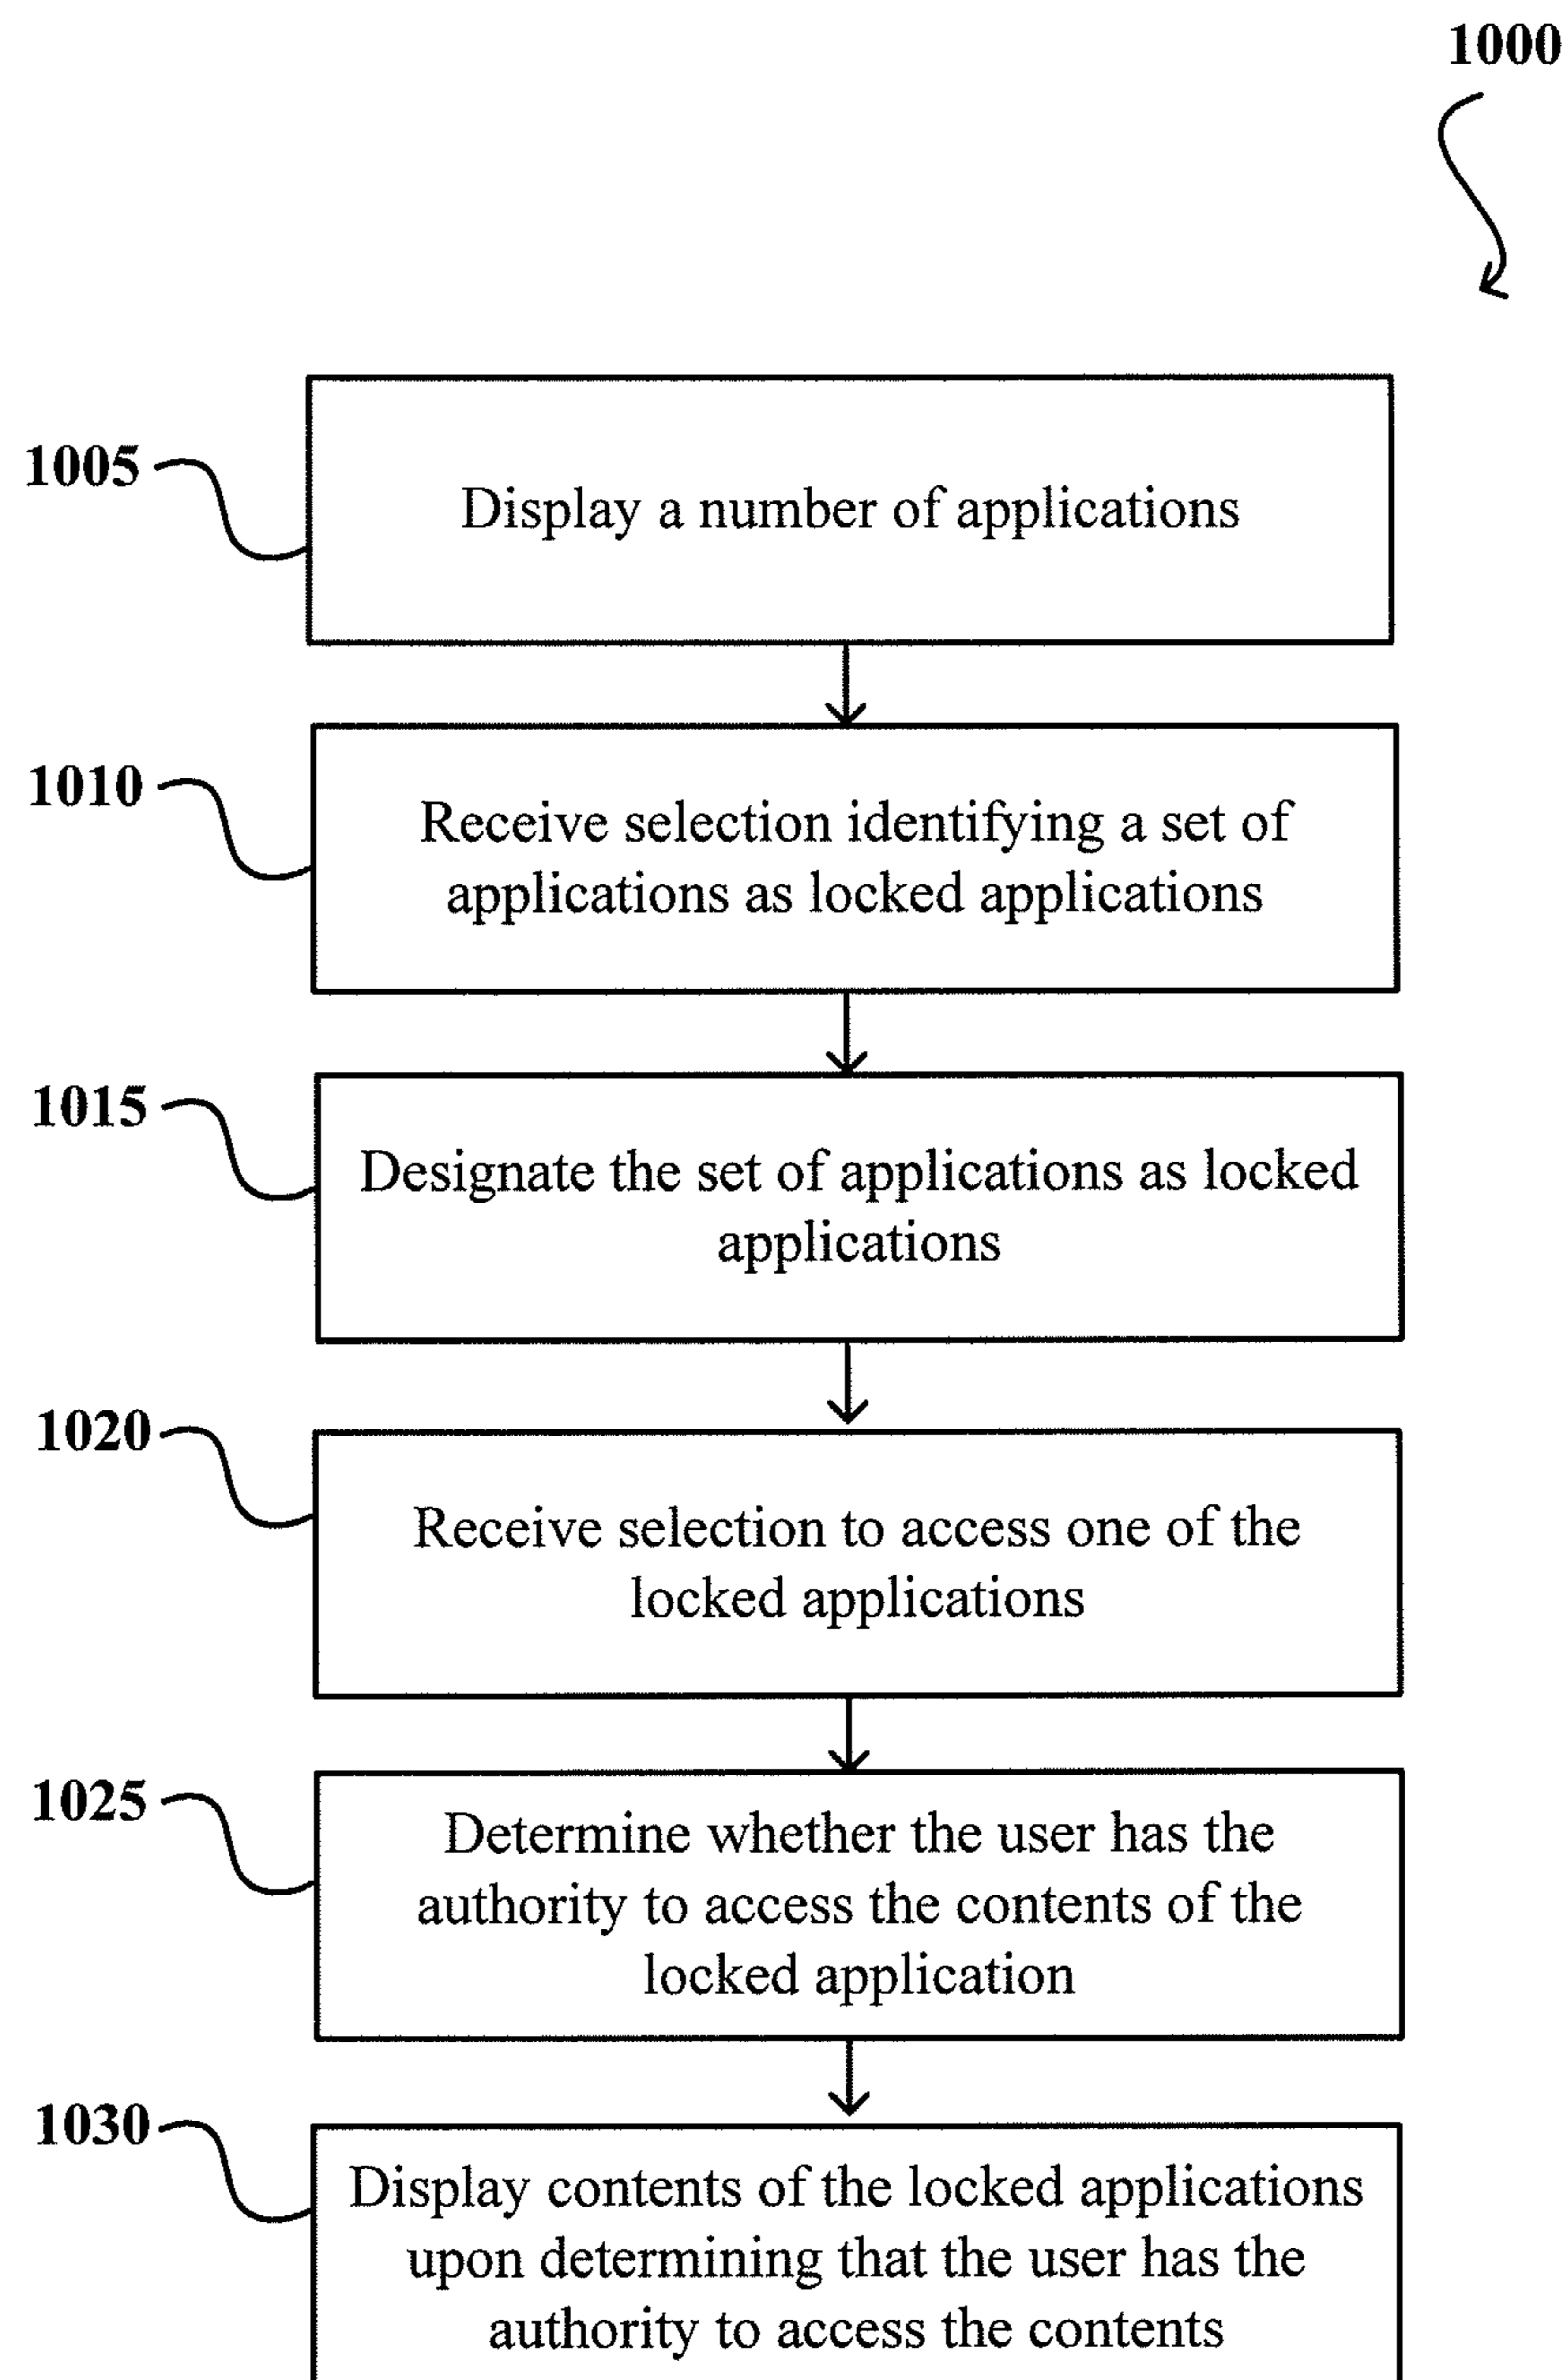 1000
1005
Display a number of applications
1010
Receive selection identifying a set of
applications as locked applications
1015
Designate the set of applications as locked
applications
1020
Receive selection to access one of the
locked applications
1025
Determine whether the user has the
authority to access the contents of the
locked application
1030
Display contents of the locked applications
upon determining that the user has the
authority to access the contents